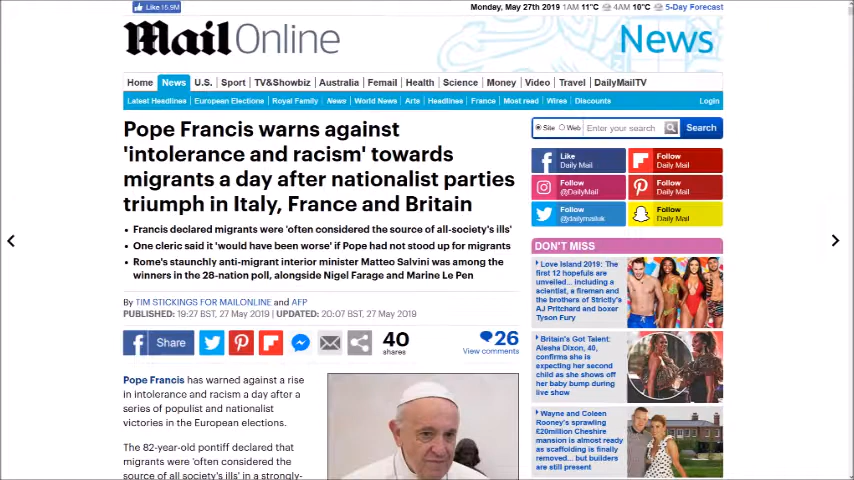 Like 15.9M
Monday, May 27th 2019 1AM 11°C 4AM 10°C 5-Day Forecast
Mail Online
News
Home News U.S. Sport TV&Showbiz Australia Femail Health Science Money Video Travel DailyMailTV
Latest Headlines European Elections Royal Family News World News Arts Headlines France Most read Wires Discounts Login
Pope Francis warns against
'intolerance and racism' towards
migrants a day after nationalist parties
triumph in Italy, France and Britain
Francis declared migrants were 'often considered the source of all-society's ills'
One cleric said it 'would have been worse' if Pope had not stood up for migrants
Rome's staunchly anti-migrant interior minister Matteo Salvini was among the
winners in the 28-nation poll, alongside Nigel Farage and Marine Le Pen
By TIM STICKINGS FOR MAILONLINE and AFP
PUBLISHED: 19:27 BST, 27 May 2019 | UPDATED: 20:07 BST, 27 May 2019
Share
40
shares
26
View comments
Pope Francis has warned against a rise
in intolerance and racism a day after a
series of populist and nationalist
victories in the European elections.
The 82-year-old pontiff declared that
migrants were 'often considered the
source of all society's ills' in a strongly-
Site Web Enter your search Search
Like
Daily Mail
Follow
Daily Mail
Follow
@DailyMail
Follow
Daily Mail
Follow
@dailymailuk
Follow
Daily Mail
DON'T MISS
Love Island 2019: The
first 12 hopefuls are
unveiled... including a
scientist, a fireman and
the brothers of Strictly's
AJ Pritchard and boxer
Tyson Fury
Britain's Got Talent:
Alesha Dixon, 40,
confirms she is
expecting her second
child as she shows off
her baby bump during
live show
Wayne and Coleen
Rooney's sprawling
£20million Cheshire
mansion is almost ready
as scaffolding is finally
removed... but builders
are still present